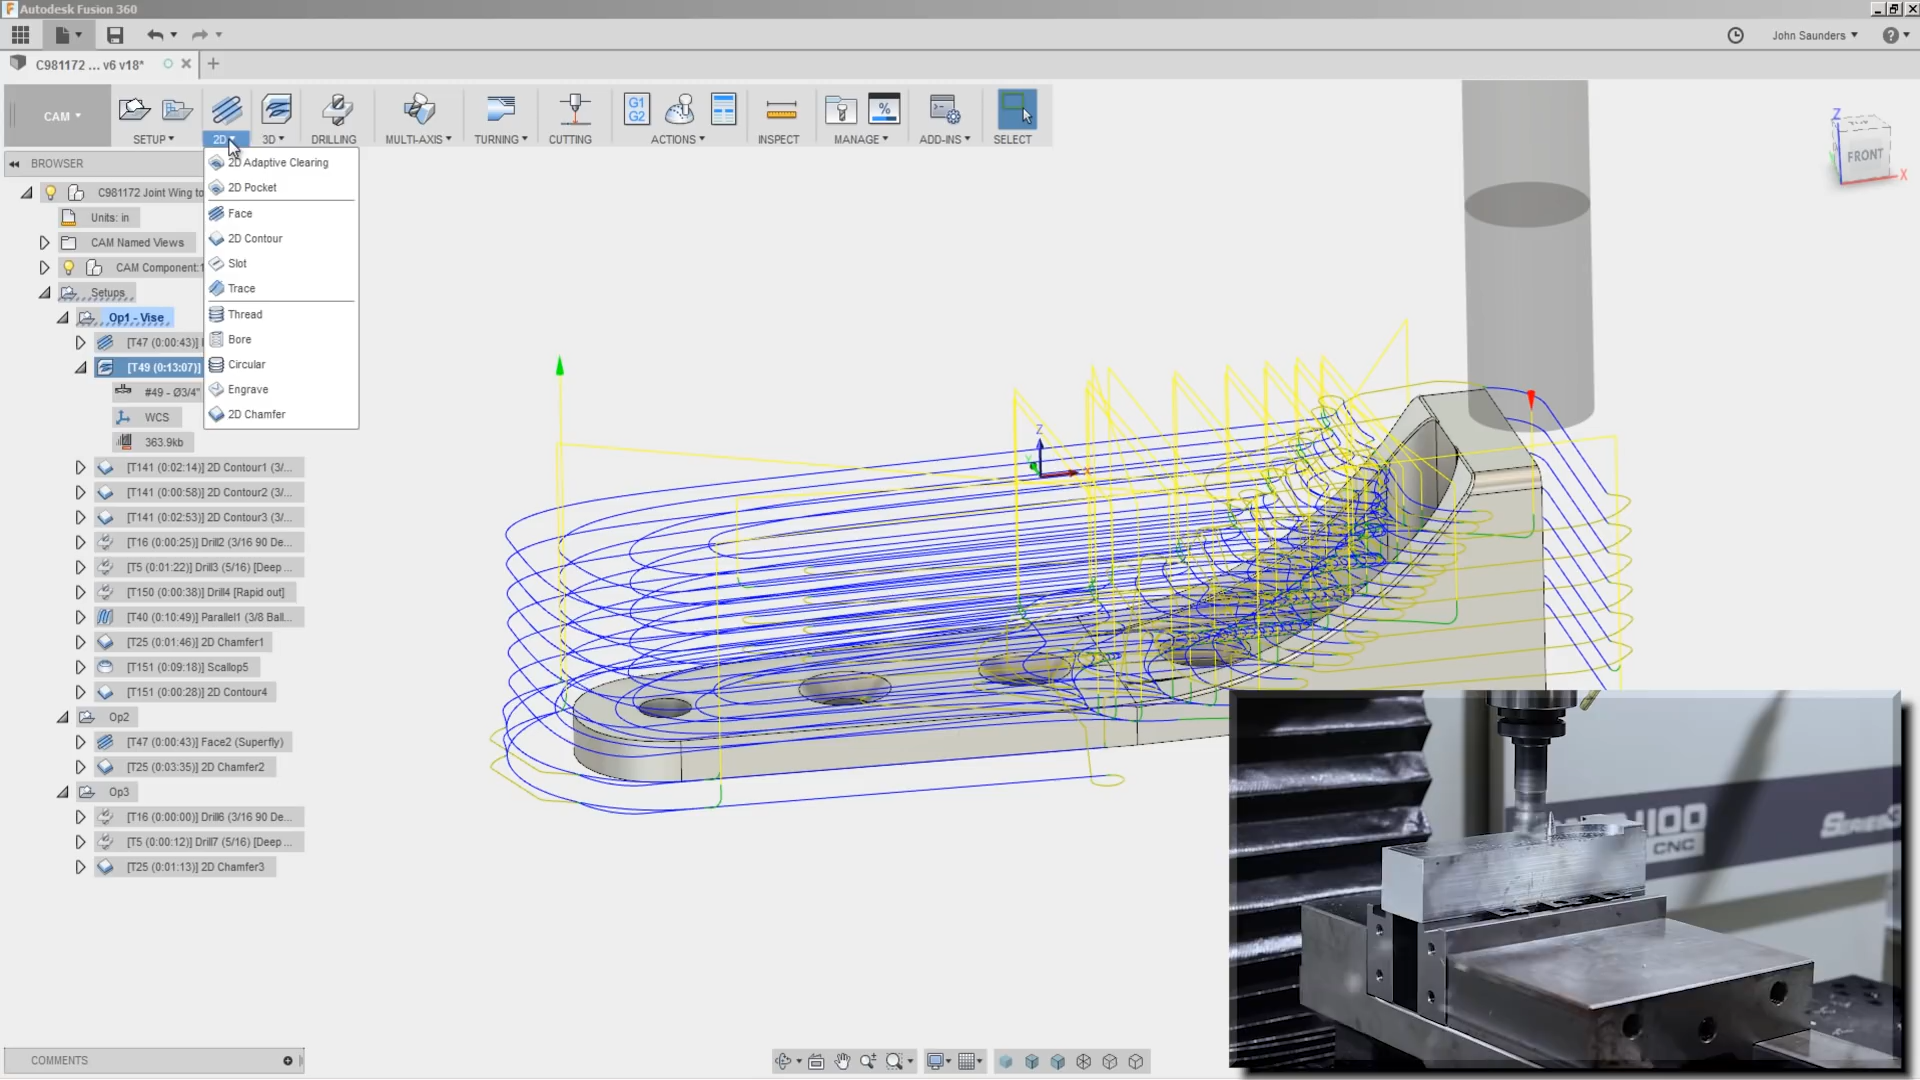 Autodesk Fusion 360
John Saunders
C981172 ... v6 v18*
CAM
SETUP
2D
3D
DRILLING
MULTI-AXIS
TURNING
CUTTING
G1
G2
ACTIONS
INSPECT
%
MANAGE
ADD-INS
SELECT
BROWSER
C981172 Joint Wing to
Units: in
CAM Named Views
CAM Component:1
Setups
Op1 - Vise
[T47 (0:00:43)]
[T49 (0:13:07)]
#49 - Ø3/4"
WCS
363.9kb
[T141 (0:02:14)] 2D Contour1 (3/...
[T141 (0:00:58)] 2D Contour2 (3/...
[T141 (0:02:53)] 2D Contour3 (3/...
[T16 (0:00:25)] Drill2 (3/16 90 De...
[T5 (0:01:22)] Drill3 (5/16) [Deep ...
[T150 (0:00:38)] Drill4 [Rapid out]
[T40 (0:10:49)] Parallel1 (3/8 Ball...
[T25 (0:01:46)] 2D Chamfer1
[T151 (0:09:18)] Scallop5
[T151 (0:00:28)] 2D Contour4
Op2
[T47 (0:00:43)] Face2 (Superfly)
[T25 (0:03:35)] 2D Chamfer2
Op3
[T16 (0:00:00)] Drill6 (3/16 90 De...
[T5 (0:00:12)] Drill7 (5/16) [Deep ...
[T25 (0:01:13)] 2D Chamfer3
2D Adaptive Clearing
2D Pocket
Face
2D Contour
Slot
Trace
Thread
Bore
Circular
Engrave
2D Chamfer
Z
FRONT
X
Z
1100
CNC
COMMENTS